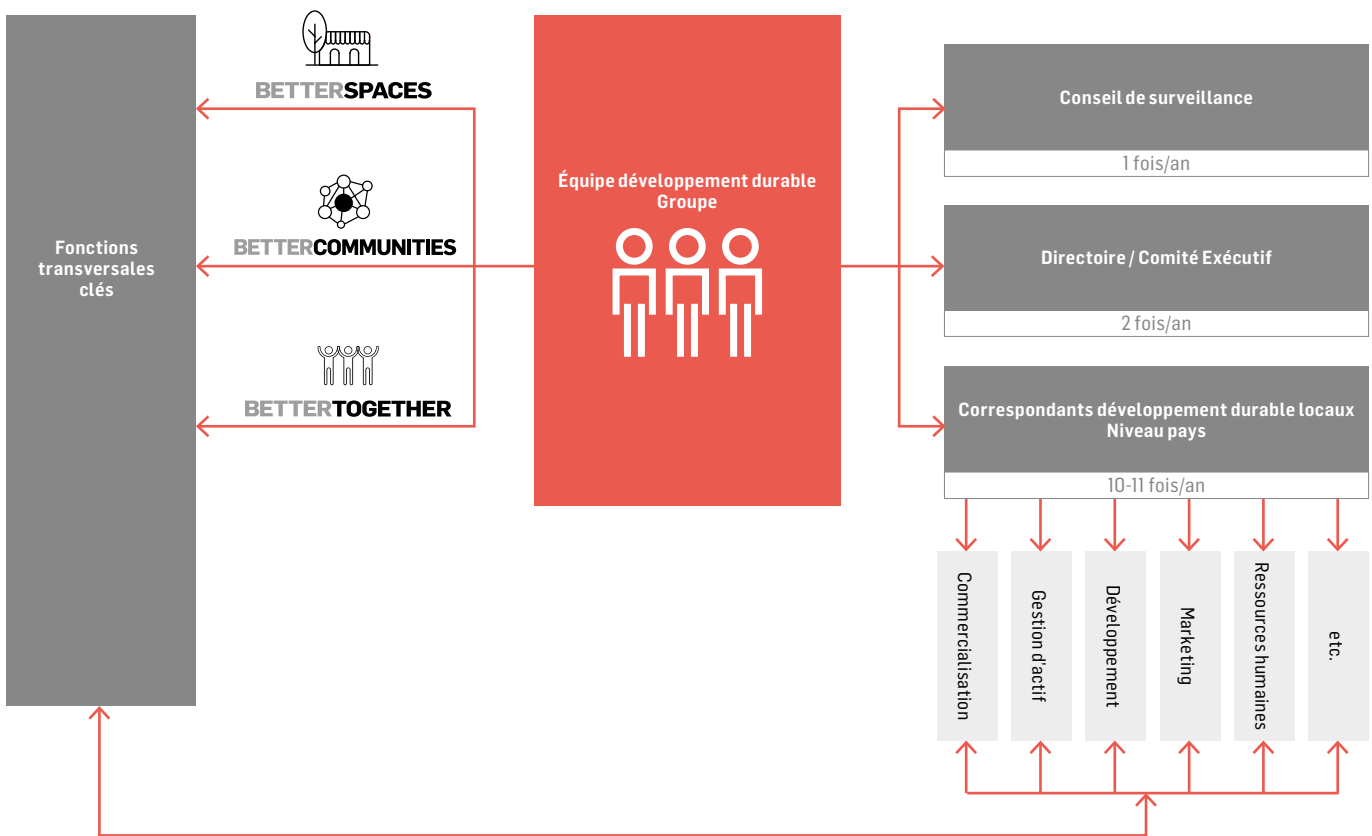 Fonctions
transversales
clés
BETTERSPACES
BETTERCOMMUNITIES
BETTERTOGETHER
Équipe développement durable
Groupe
Conseil de surveillance
1 fois/an
Directoire / Comité Exécutif
2 fois/an
Correspondants développement durable locaux
Niveau pays
10-11 fois/an
Commercialisation
Gestion d'actif
Développement
Marketing
Ressources humaines
etc.